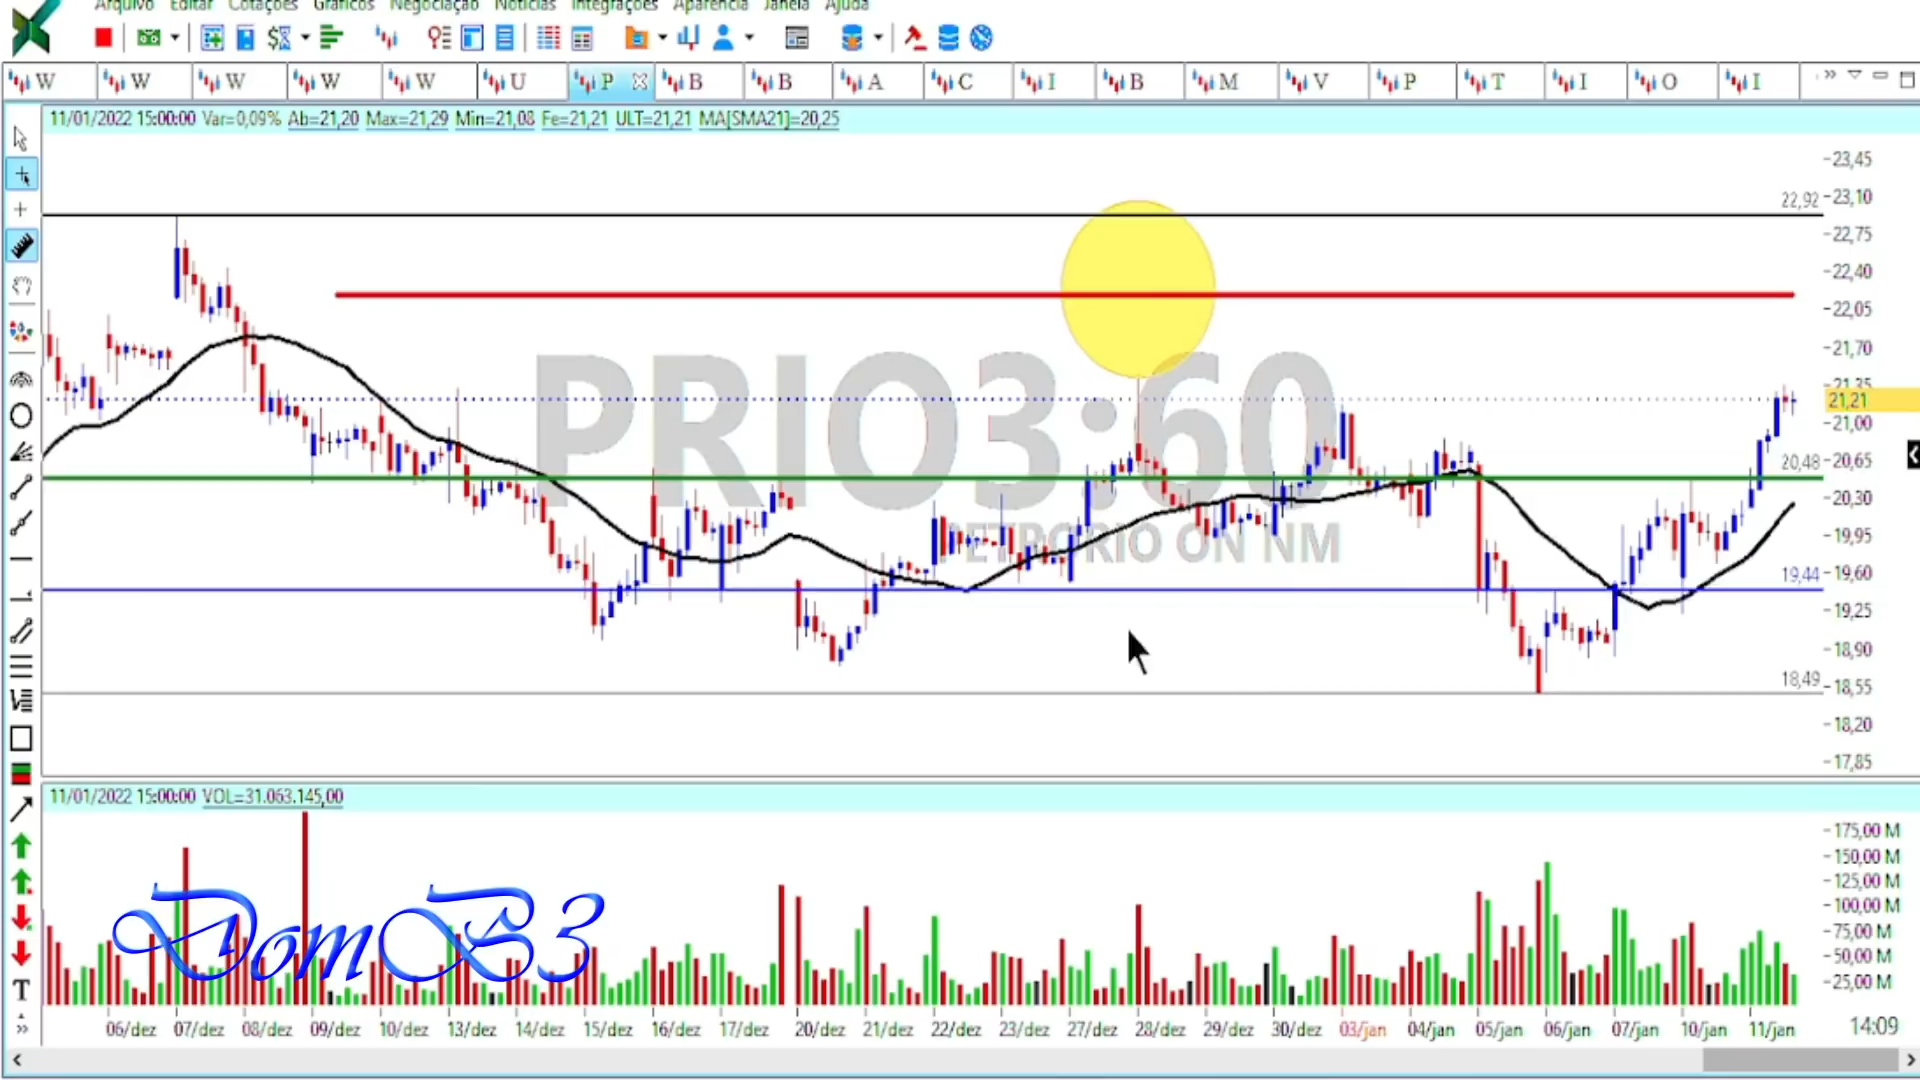 Arquivo Editar Cotações Gráficos Negociação Notícias Integrações Aparência Janela Ajuda
W W W W W U P B B A C I B M V P T I O I
11/01/2022 15:00:00 Var=0,09% Ab=21,20 Max=21,29 Min=21,08 Fe=21,21 ULT=21,21 MA[SMA21]=20,25
23,45
22,92
23,10
22,75
22,40
22,05
21,70
21,35
21,21
21,00
20,48
20,65
20,30
19,95
19,44
19,60
19,25
18,90
18,49
18,55
18,20
17,85
PRIO3:60
PETRORIO ON NM
11/01/2022 15:00:00 VOL=31.063.145,00
175,00 M
150,00 M
125,00 M
100,00 M
75,00 M
50,00 M
25,00 M
DomB3
T
06/dez 07/dez 08/dez 09/dez 10/dez 13/dez 14/dez 15/dez 16/dez 17/dez 20/dez 21/dez 22/dez 23/dez 27/dez 28/dez 29/dez 30/dez 03/jan 04/jan 05/jan 06/jan 07/jan 10/jan 11/jan 14:09